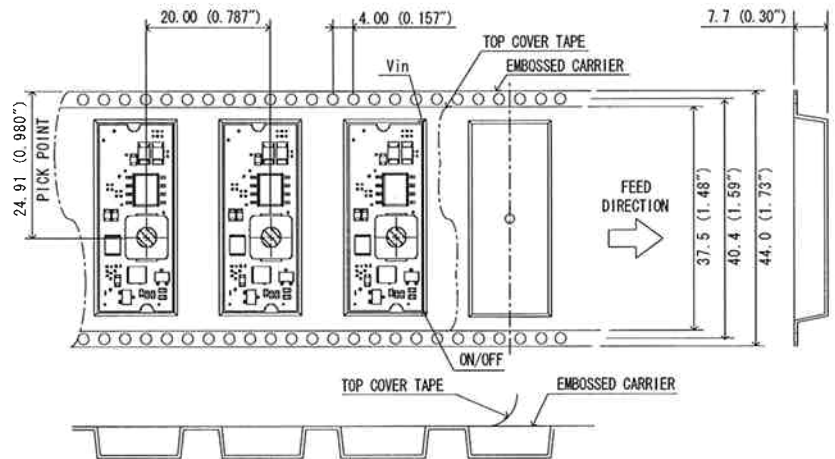 20.00 (0.787")
4.00 (0.157")
7.7 (0.30")
TOP COVER TAPE
Vin
EMBOSSED CARRIER
24.91 (0.980")
PICK POINT
FEED
DIRECTION
37.5 (1.48")
40.4 (1.59")
44.0 (1.73")
ON/OFF
TOP COVER TAPE
EMBOSSED CARRIER